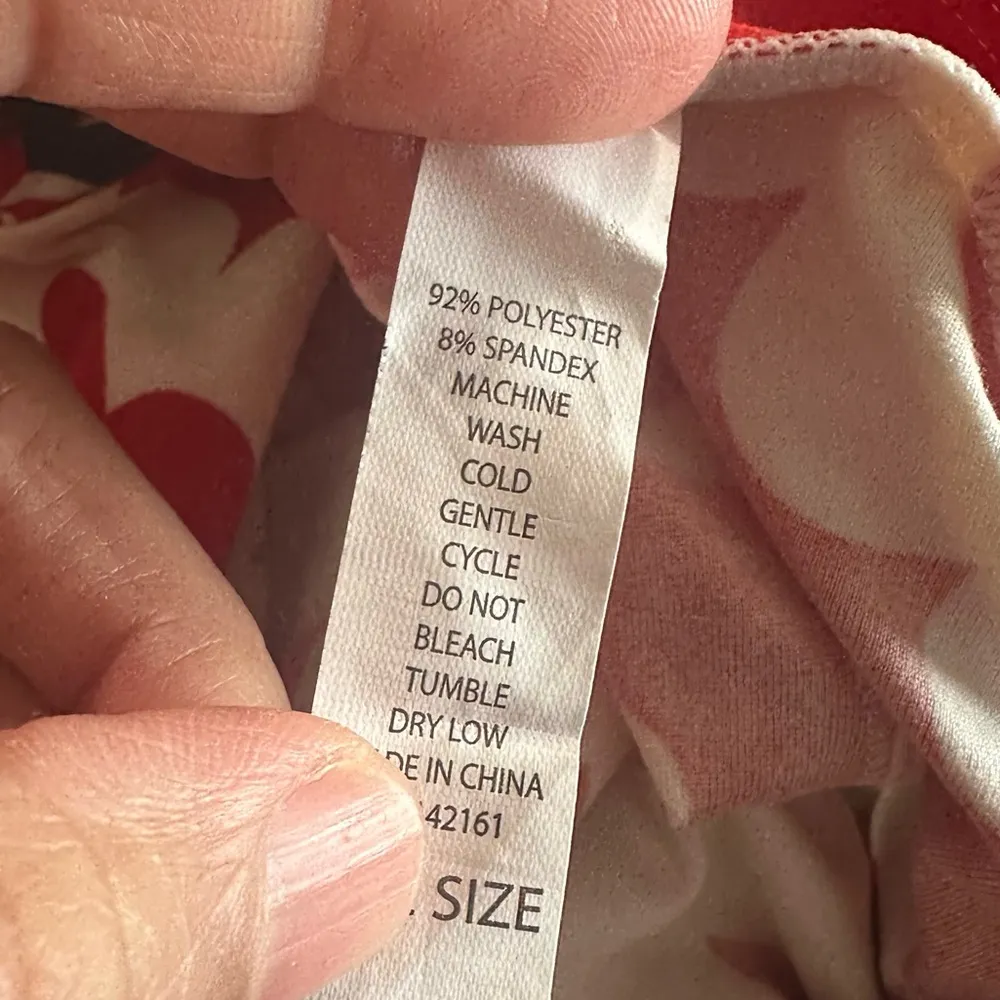 92% POLYESTER
8% SPANDEX
MACHINE
WASH
COLD
GENTLE
CYCLE
DO NOT
BLEACH
TUMBLE
DRY LOW
DE IN CHINA
42161
SIZE